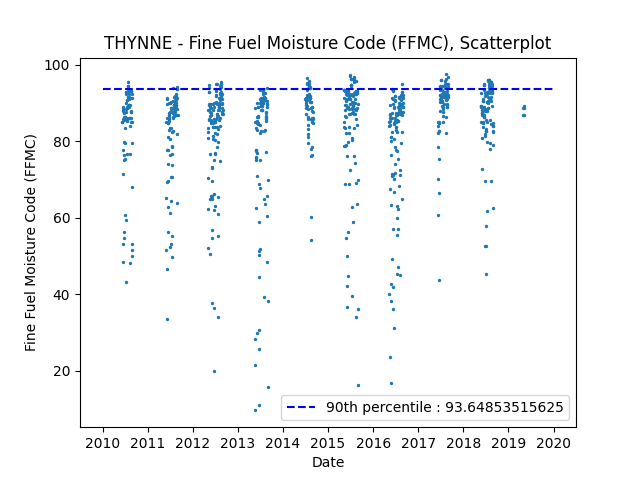 THYNNE - Fine Fuel Moisture Code (FFMC), Scatterplot
Fine Fuel Moisture Code (FFMC)
100
80
60
40
20
90th percentile : 93.64853515625
2010 2011 2012 2013 2014 2015 2016 2017 2018 2019 2020
Date